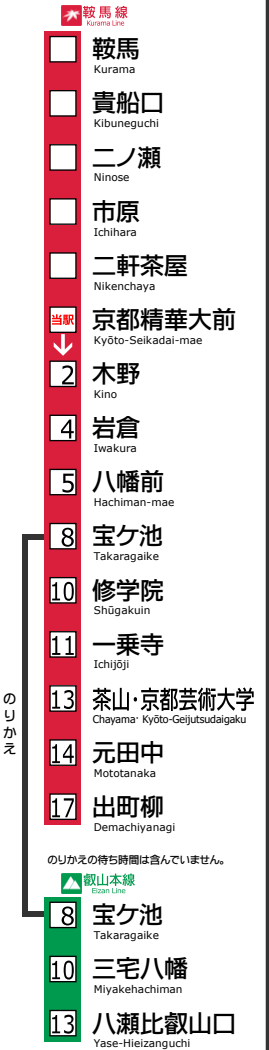 鞍馬線
Kurama Line
鞍馬
Kurama
貴船口
Kibuneguchi
二ノ瀬
Ninose
市原
Ichihara
二軒茶屋
Nikenchaya
当駅
京都精華大前
Kyōto-Seikadai-mae
2 木野
Kino
4 岩倉
Iwakura
5 八幡前
Hachiman-mae
8 宝ケ池
Takaragaike
10 修学院
Shūgakuin
11 一乗寺
Ichijōji
のりかえ
13 茶山・京都芸術大学
Chayama· Kyōto-Geijutsudaigaku
14 元田中
Mototanaka
17 出町柳
Demachiyanagi
のりかえの待ち時間は含んでいません。
叡山本線
Eizan Line
8 宝ケ池
Takaragaike
10 三宅八幡
Miyakehachiman
13 八瀬比叡山口
Yase-Hieizanguchi